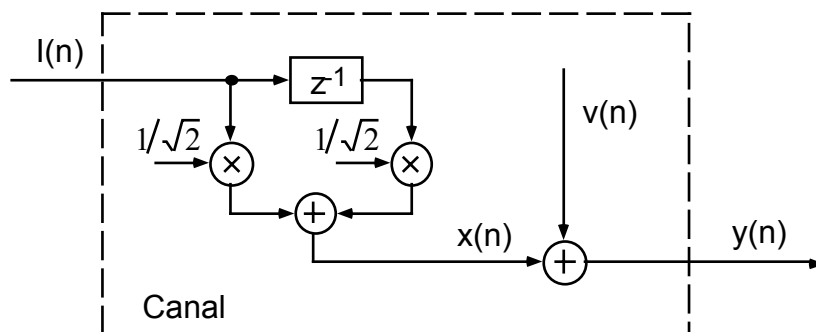 I(n)
z⁻¹
1/√2
1/√2
v(n)
×
×
+
x(n)
+
y(n)
Canal